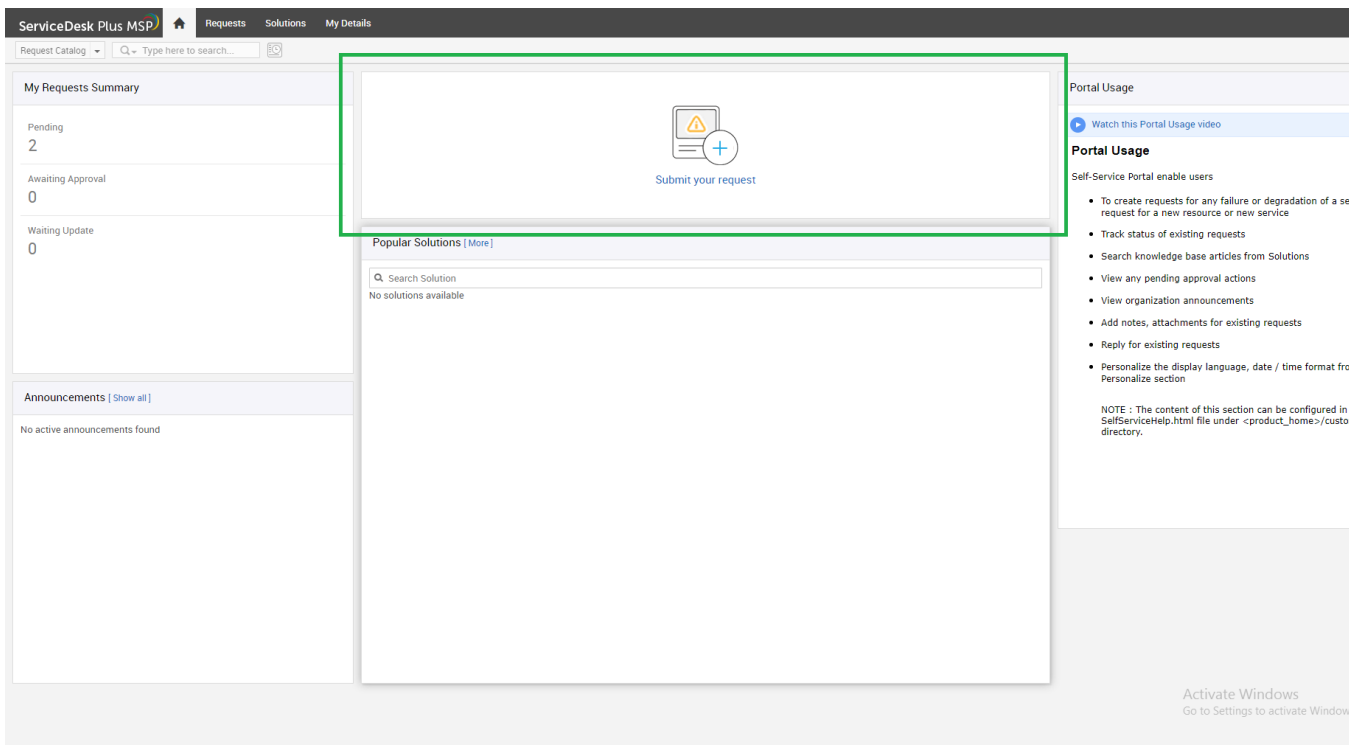 ServiceDesk Plus MSP Requests Solutions My Details
Request Catalog Type here to search...
My Requests Summary
Pending
2
Awaiting Approval
0
Waiting Update
0
Announcements [ Show all ]
No active announcements found
Submit your request
Popular Solutions [ More ]
Search Solution
No solutions available
Portal Usage
Watch this Portal Usage video
Portal Usage
Self-Service Portal enable users
To create requests for any failure or degradation of a
request for a new resource or new service
Track status of existing requests
Search knowledge base articles from Solutions
View any pending approval actions
View organization announcements
Add notes, attachments for existing requests
Reply for existing requests
Personalize the display language, date / time format
Personalize section
NOTE : The content of this section can be configured in
SelfServiceHelp.html file under <product_home>/custo
directory.
Activate Windows
Go to Settings to activate Window